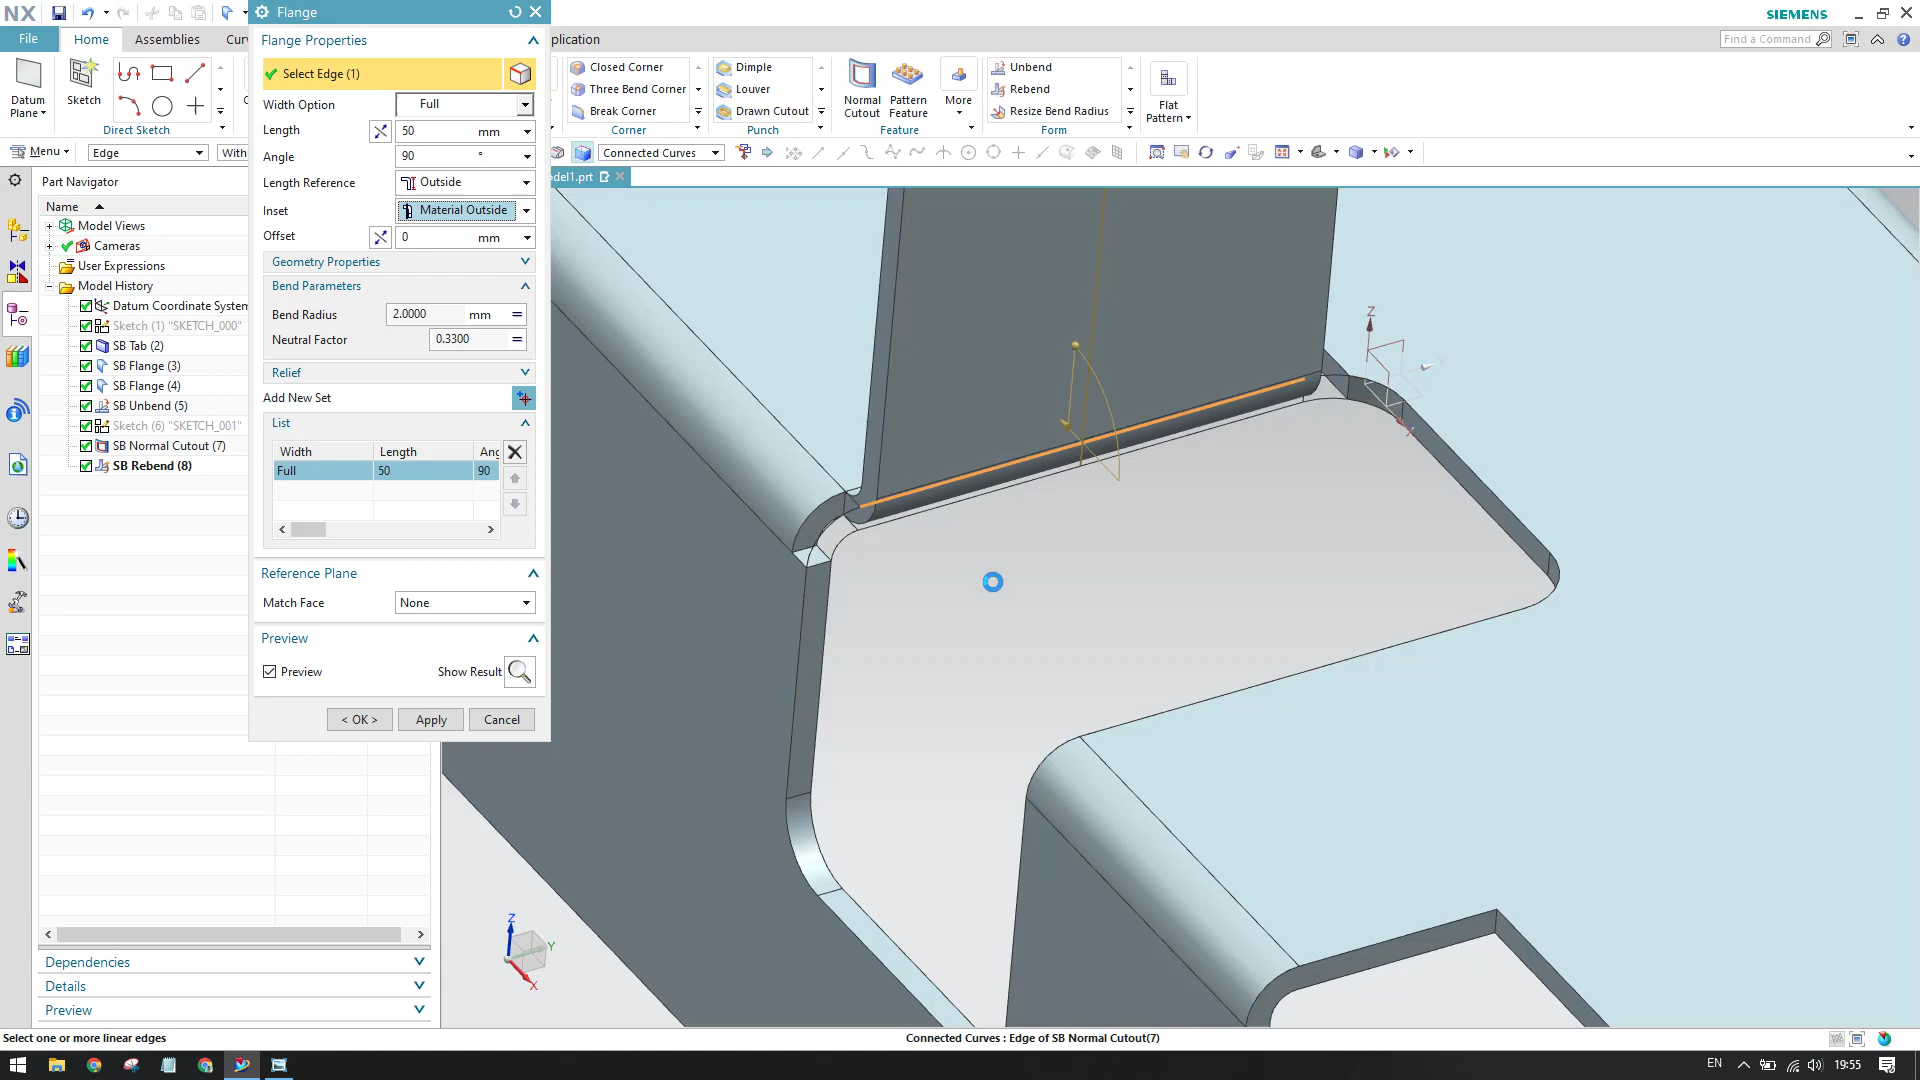 NX
Flange
SIEMENS
File
Home
Assemblies
Cur
plication
Find a Command
Datum Plane
Sketch
Direct Sketch
Closed Corner
Three Bend Corner
Break Corner
Corner
Dimple
Louver
Drawn Cutout
Punch
Normal Cutout
Pattern Feature
More
Feature
Unbend
Rebend
Resize Bend Radius
Form
Flat Pattern
Menu
Edge
With
Connected Curves
odel1.prt
Flange Properties
Select Edge (1)
Width Option
Full
Length
50
mm
Angle
90
°
Length Reference
Outside
Inset
Material Outside
Offset
0
mm
Geometry Properties
Bend Parameters
Bend Radius
2.0000
mm
=
Neutral Factor
0.3300
=
Relief
Add New Set
List
Width
Length
Ang
Full
50
90
Reference Plane
Match Face
None
Preview
Preview
Show Result
< OK >
Apply
Cancel
Part Navigator
Name
Model Views
Cameras
User Expressions
Model History
Datum Coordinate System
Sketch (1) "SKETCH_000"
SB Tab (2)
SB Flange (3)
SB Flange (4)
SB Unbend (5)
Sketch (6) "SKETCH_001"
SB Normal Cutout (7)
SB Rebend (8)
Dependencies
Details
Preview
Z
X
Z
Y
X
Select one or more linear edges
Connected Curves : Edge of SB Normal Cutout(7)
EN
19:55